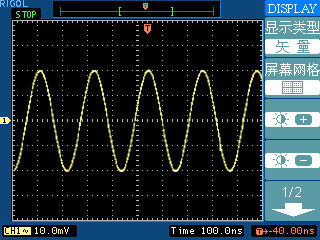 RIGOL
STOP
T
DISPLAY
显示类型
矢量
屏幕网格
1/2
1
CH1 10.0mV
Time 100.0ns
T→-40.00ns